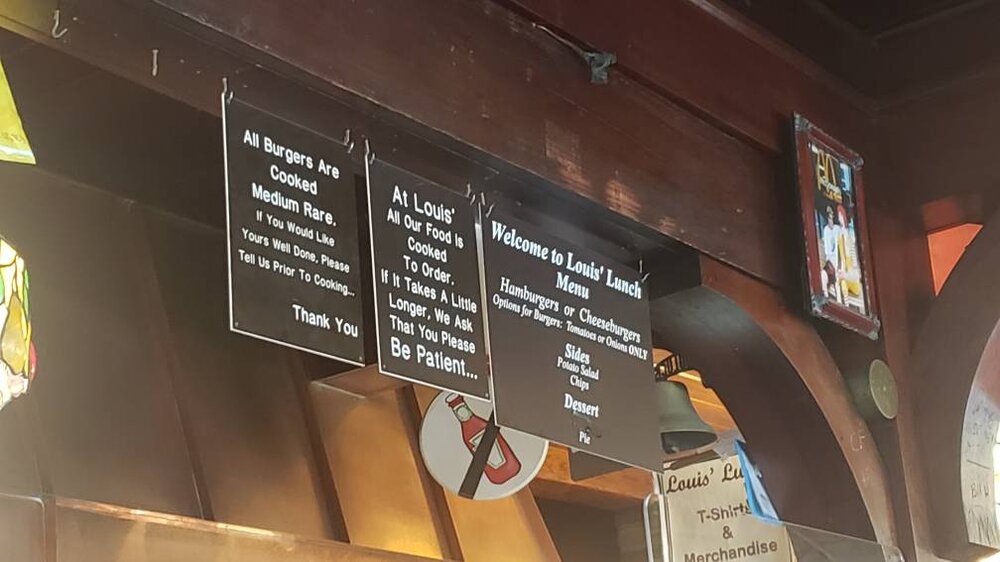 All Burgers Are
Cooked
Medium Rare.
If You Would Like
Yours Well Done, Please
Tell Us Prior To Cooking...
Thank You
At Louis'
All Our Food Is
Cooked
To Order.
If It Takes A Little
Longer, We Ask
That You Please
Be Patient...
Welcome to Louis' Lunch
Menu
Hamburgers or Cheeseburgers
Options for Burgers: Tomatoes or Onions ONLY
Sides
Potato Salad
Chips
Dessert
Pie
Louis' Lu
T-Shirts
&
Merchandise